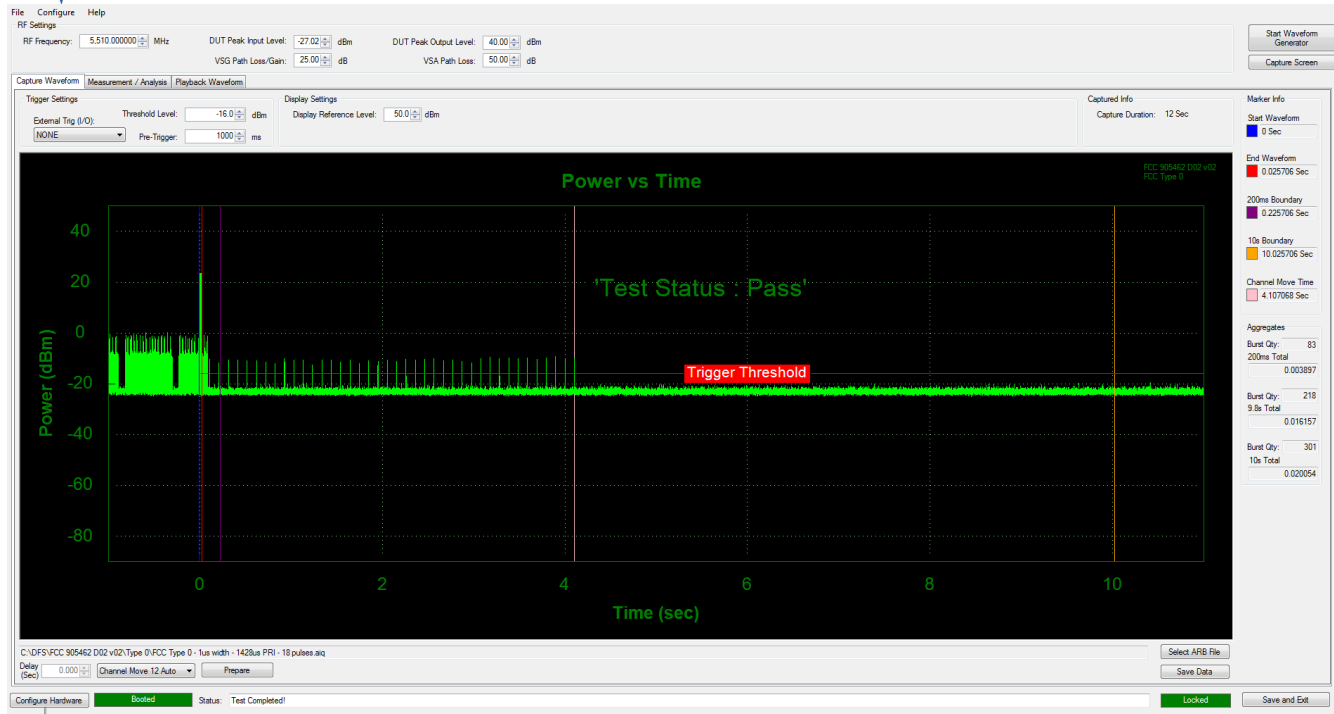 File Configure Help
RF Settings
RF Frequency: 5,510.000000 MHz DUT Peak Input Level: -27.02 dBm DUT Peak Output Level: 40.00 dBm
VSG Path Loss/Gain: 25.00 dB VSA Path Loss: 50.00 dB
Start Waveform
Generator
Capture Screen
Capture Waveform Measurement / Analysis Playback Waveform
Trigger Settings
External Trig (I/O):
NONE
Threshold Level: -16.0 dBm
Pre-Trigger: 1000 ms
Display Settings
Display Reference Level: 50.0 dBm
Captured Info
Capture Duration: 12 Sec
Marker Info
Start Waveform
0 Sec
End Waveform
0.025706 Sec
200ms Boundary
0.225706 Sec
10s Boundary
10.025706 Sec
Channel Move Time
4.107068 Sec
Aggregates
Burst Qty: 83
200ms Total
0.003897
Burst Qty: 218
9.8s Total
0.016157
Burst Qty: 301
10s Total
0.020054
Power vs Time
FCC 905462 D02 v02
FCC Type 0
'Test Status : Pass'
Trigger Threshold
Power (dBm)
40
20
0
-20
-40
-60
-80
0 2 4 6 8 10
Time (sec)
C:\DFS\FCC 905462 D02 v02\Type 0\FCC Type 0 - 1us width - 1428us PRI - 18 pulses.aiq
Select ARB File
Delay
(Sec) 0.000 Channel Move 12 Auto Prepare
Save Data
Configure Hardware Booted Status: Test Completed! Locked Save and Exit